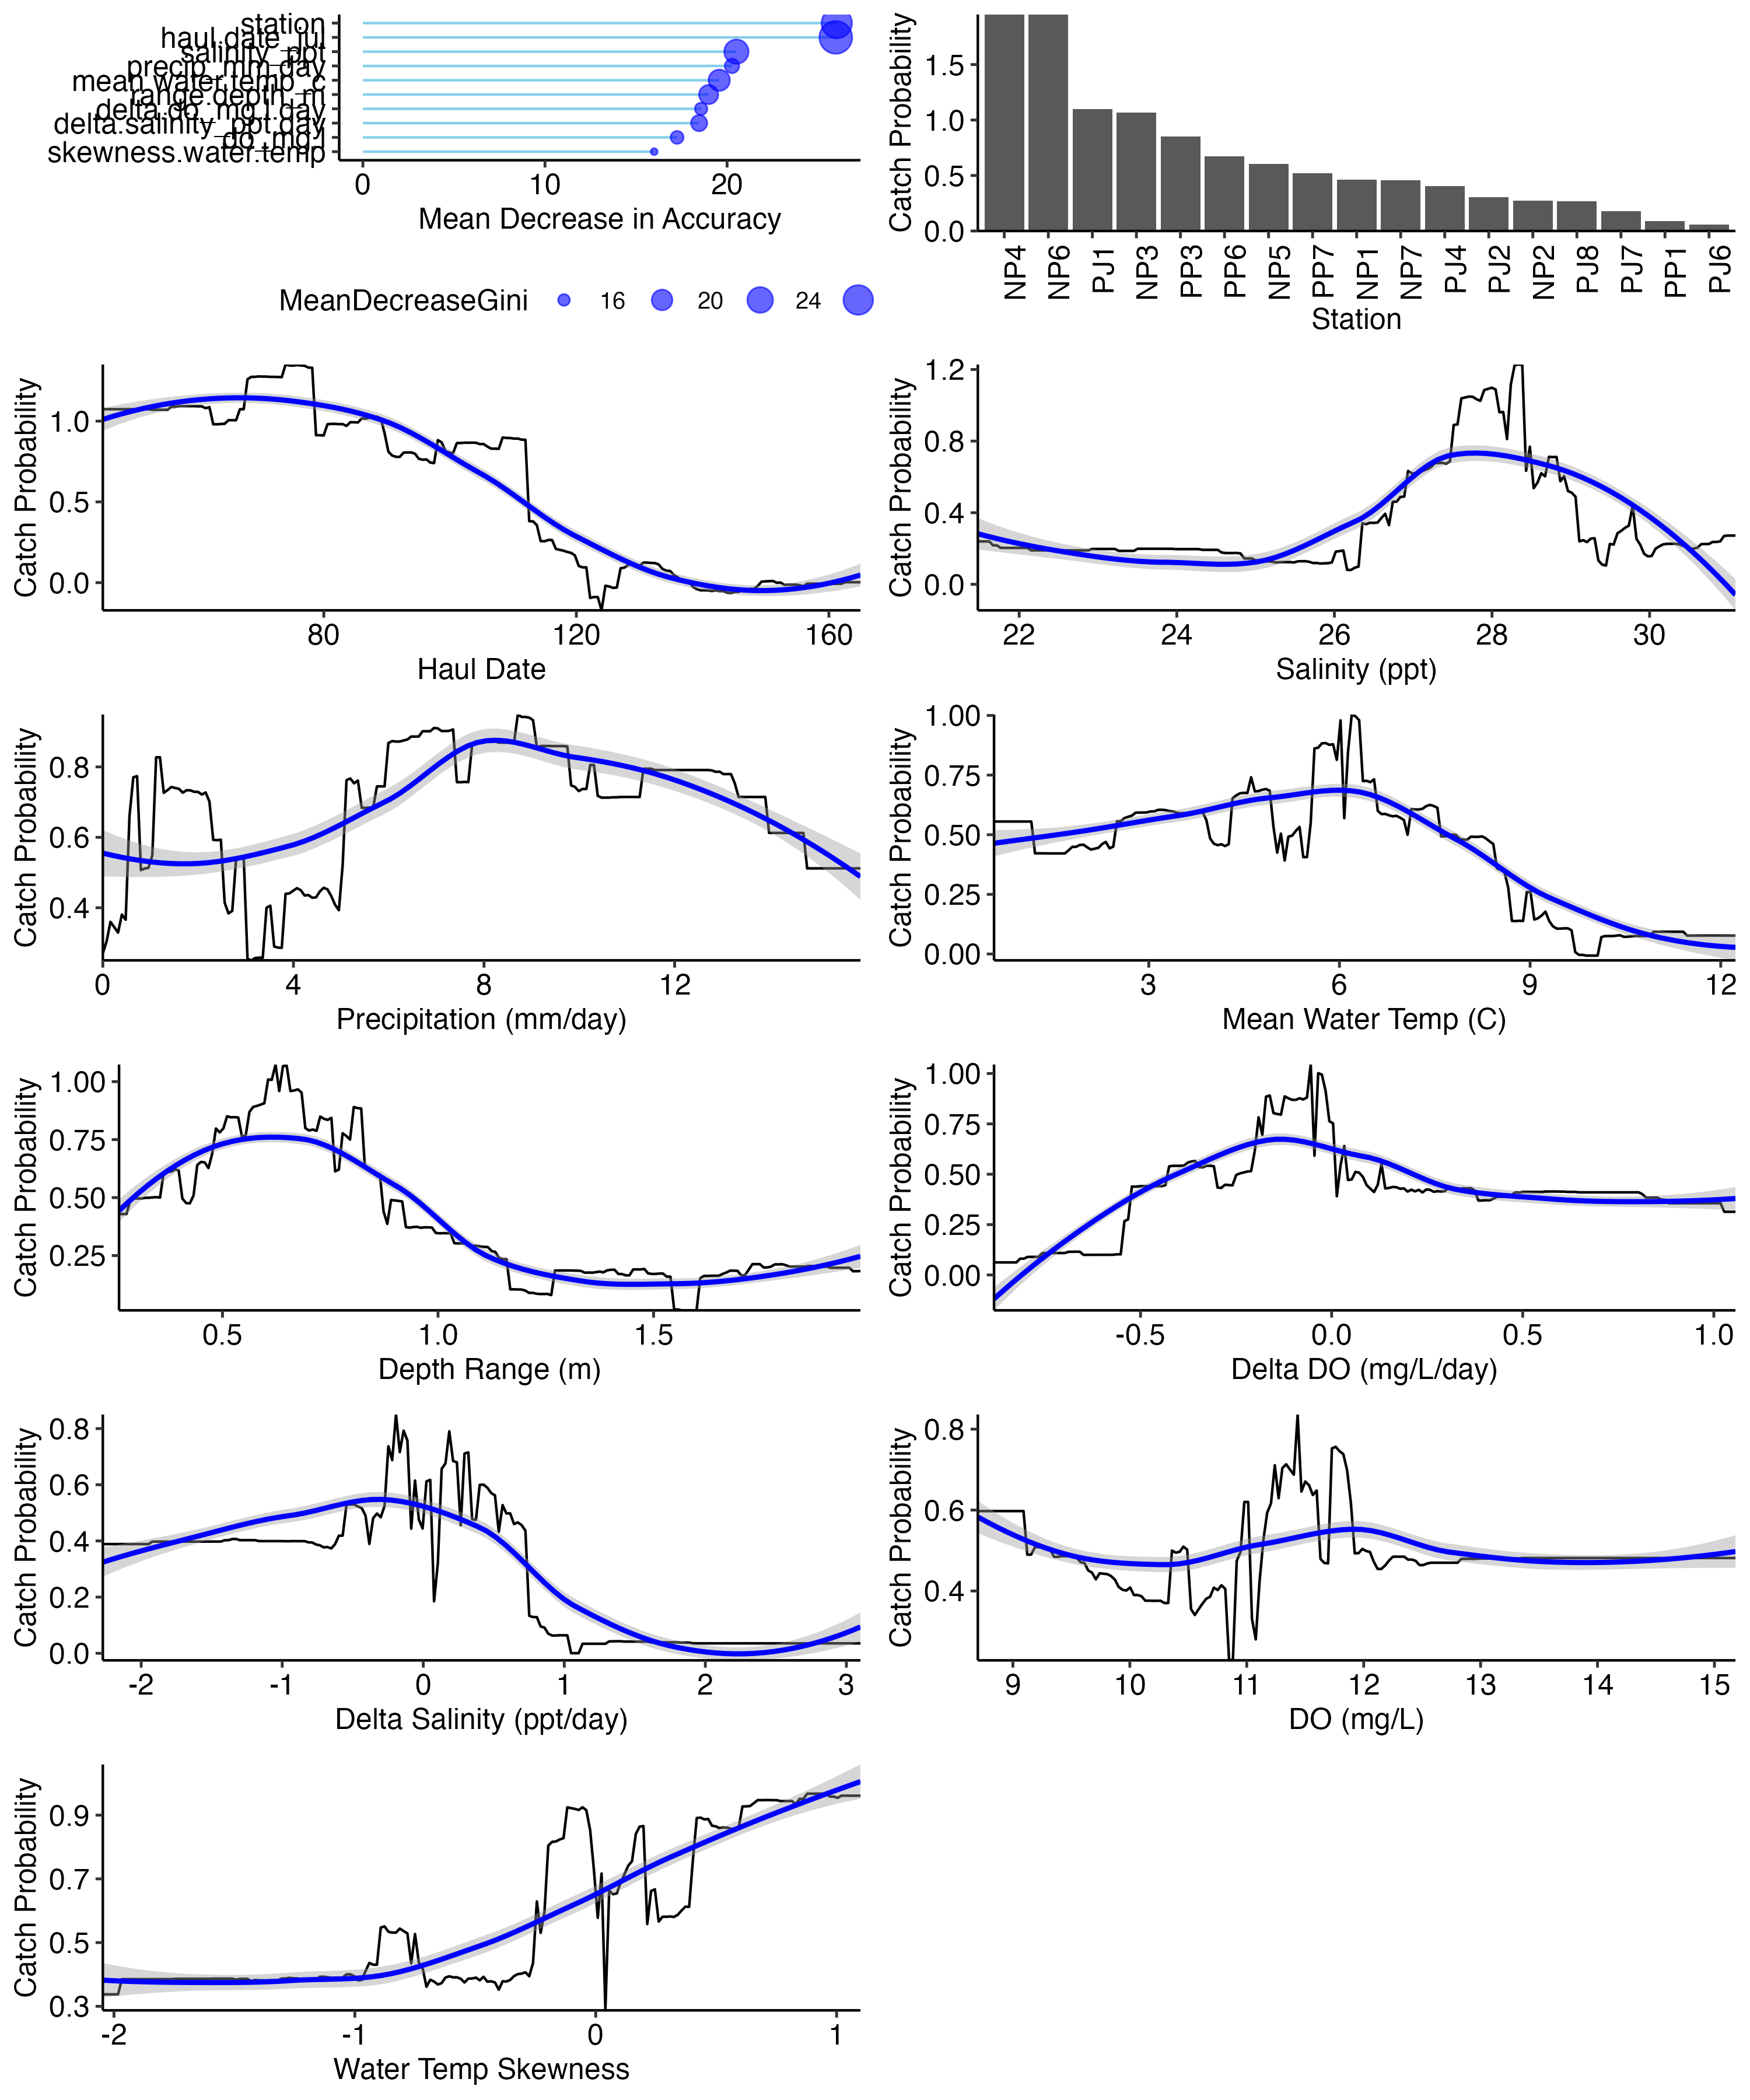 station
haul.date_jul
salinity_ppt
precip_mm.day
mean.water.temp_c
range.depth_m
delta.do_mg.l.day
delta.salinity_ppt.day
do_mg.l
skewness.water.temp
0 10 20
Mean Decrease in Accuracy
MeanDecreaseGini 16 20 24
Catch Probability
1.5
1.0
0.5
0.0
NP4 NP6 PJ1 NP3 PP3 PP6 NP5 PP7 NP1 NP7 PJ4 PJ2 NP2 PJ8 PJ7 PP1 PJ6
Station
Catch Probability
1.0
0.5
0.0
80 120 160
Haul Date
Catch Probability
1.2
0.8
0.4
0.0
22 24 26 28 30
Salinity (ppt)
Catch Probability
0.8
0.6
0.4
0 4 8 12
Precipitation (mm/day)
Catch Probability
1.00
0.75
0.50
0.25
0.00
3 6 9 12
Mean Water Temp (C)
Catch Probability
1.00
0.75
0.50
0.25
0.5 1.0 1.5
Depth Range (m)
Catch Probability
1.00
0.75
0.50
0.25
0.00
-0.5 0.0 0.5 1.0
Delta DO (mg/L/day)
Catch Probability
0.8
0.6
0.4
0.2
0.0
-2 -1 0 1 2 3
Delta Salinity (ppt/day)
Catch Probability
0.8
0.6
0.4
9 10 11 12 13 14 15
DO (mg/L)
Catch Probability
0.9
0.7
0.5
0.3
-2 -1 0 1
Water Temp Skewness